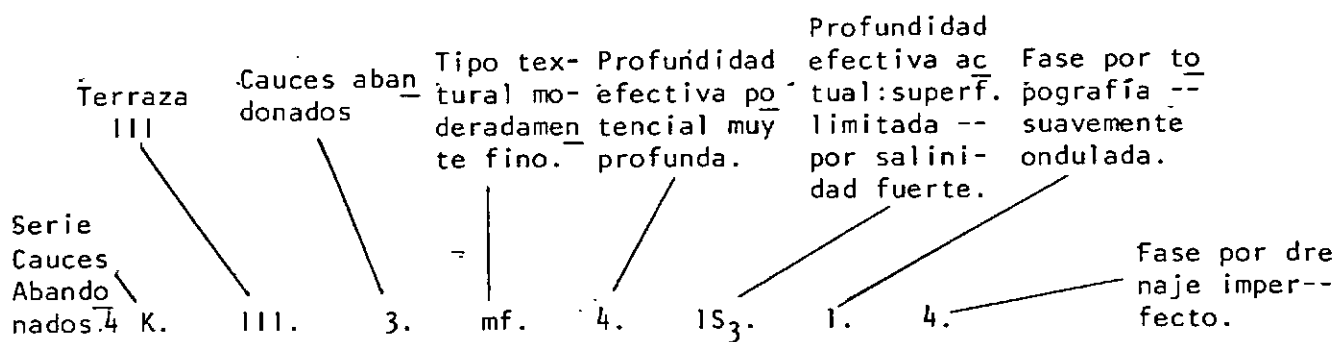 Terraza
III
Cauces aban
donados
Tipo tex-
tural mo-
deradamen
te fino.
Profundidad
efectiva po
tencial muy
profunda.
Profundidad
efectiva ac
tual:superf.
limitada --
por salini-
dad fuerte.
Fase por to
pografía --
suavemente
ondulada.
Serie
Cauces
Abando
nados.
Fase por dre
naje imper--
fecto.
4 K. III. 3. mf. 4. IS3. 1. 4.